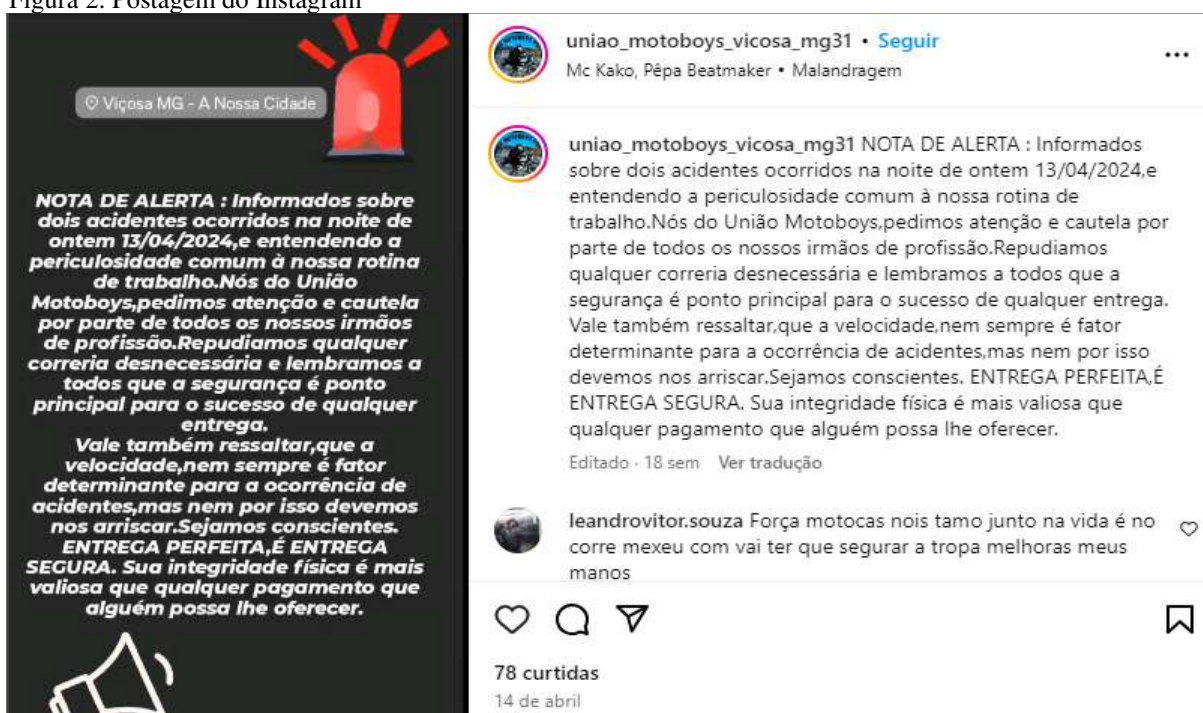 Figura 2. Postagem do Instagram
Viçosa MG - A Nossa Cidade
NOTA DE ALERTA : Informados sobre
dois acidentes ocorridos na noite de
ontem 13/04/2024,e entendendo a
periculosidade comum à nossa rotina
de trabalho.Nós do União
Motoboys,pedimos atenção e cautela
por parte de todos os nossos irmãos
de profissão.Repudiamos qualquer
correria desnecessária e lembramos a
todos que a segurança é ponto
principal para o sucesso de qualquer
entrega.
Vale também ressaltar,que a
velocidade,nem sempre é fator
determinante para a ocorrência de
acidentes,mas nem por isso devemos
nos arriscar.Sejamos conscientes.
ENTREGA PERFEITA,É ENTREGA
SEGURA. Sua integridade física é mais
valiosa que qualquer pagamento que
alguém possa lhe oferecer.
uniao_motoboys_vicosa_mg31 • Seguir
Mc Kako, Pêpa Beatmaker • Malandragem
uniao_motoboys_vicosa_mg31 NOTA DE ALERTA : Informados
sobre dois acidentes ocorridos na noite de ontem 13/04/2024,e
entendendo a periculosidade comum à nossa rotina de
trabalho.Nós do União Motoboys,pedimos atenção e cautela por
parte de todos os nossos irmãos de profissão.Repudiamos
qualquer correria desnecessária e lembramos a todos que a
segurança é ponto principal para o sucesso de qualquer entrega.
Vale também ressaltar,que a velocidade,nem sempre é fator
determinante para a ocorrência de acidentes,mas nem por isso
devemos nos arriscar.Sejamos conscientes. ENTREGA PERFEITA,É
ENTREGA SEGURA. Sua integridade física é mais valiosa que
qualquer pagamento que alguém possa lhe oferecer.
Editado · 18 sem Ver tradução
leandrovitor.souza Força motocas nois tamo junto na vida é no
corre mexeu com vai ter que segurar a tropa melhoras meus
manos
78 curtidas
14 de abril